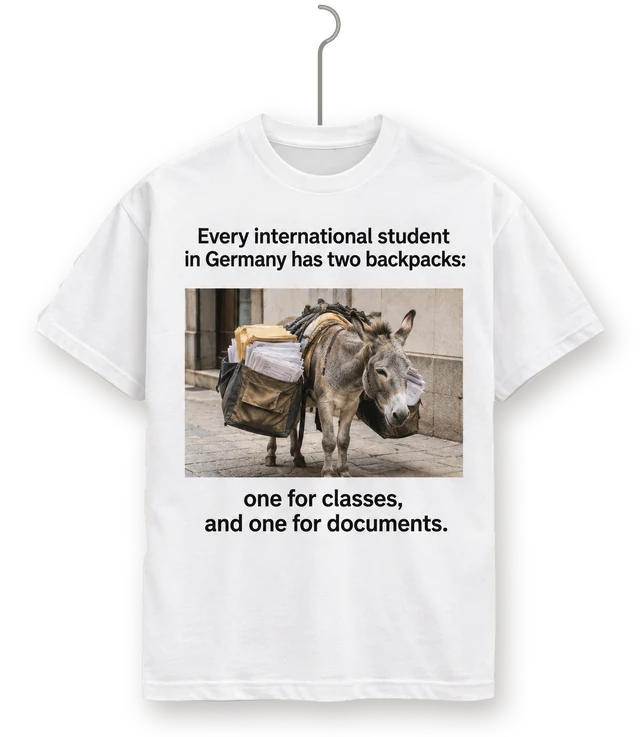 Every international student
in Germany has two backpacks:
one for classes,
and one for documents.